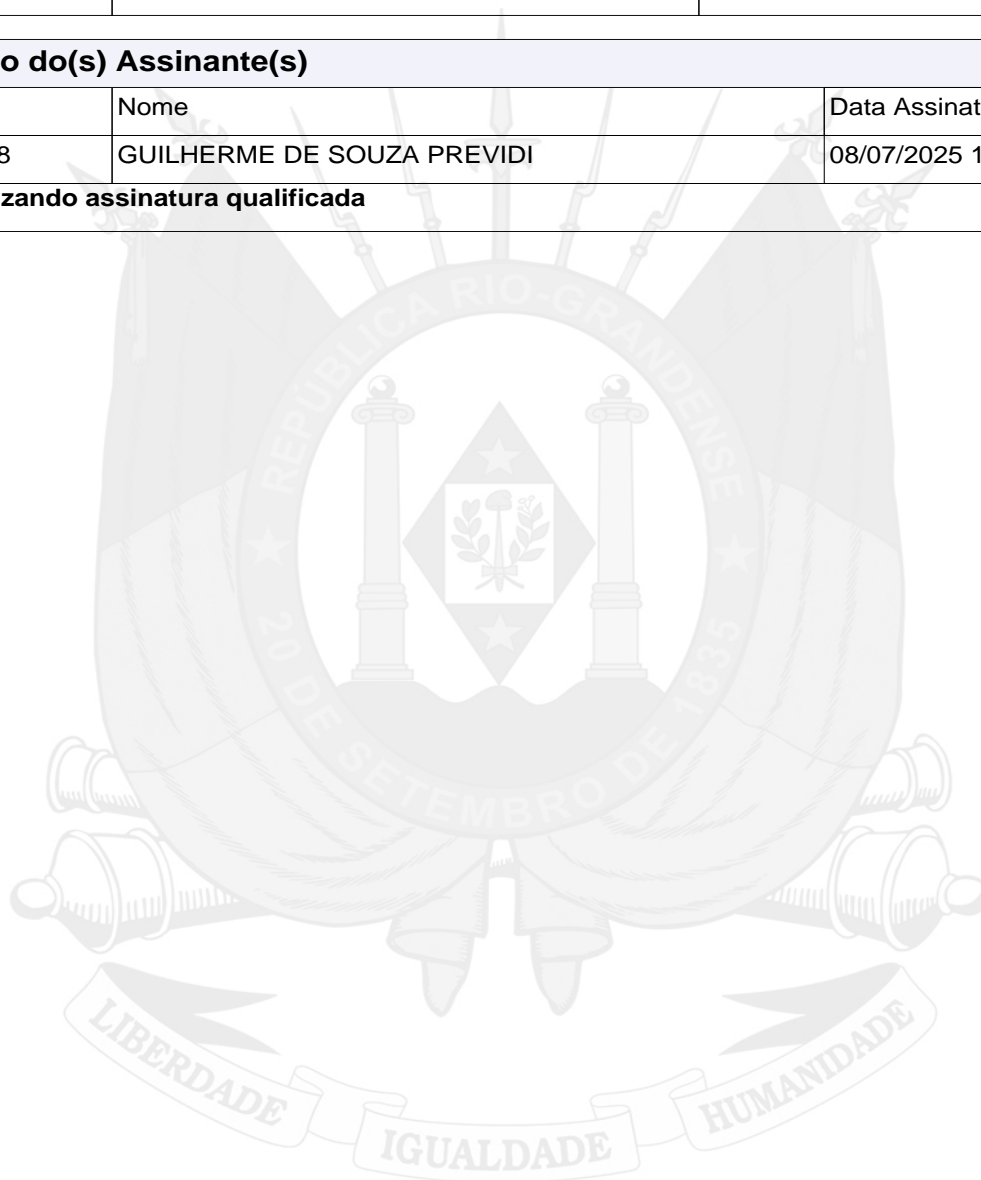 o do(s) Assinante(s)
Nome Data Assinat
8 GUILHERME DE SOUZA PREVIDI 08/07/2025 1
zando assinatura qualificada
REPÚBLICA RIO-GRANDENSE
★ 20 DE SETEMBRO DE 1835 ★
LIBERDADE IGUALDADE HUMANIDADE